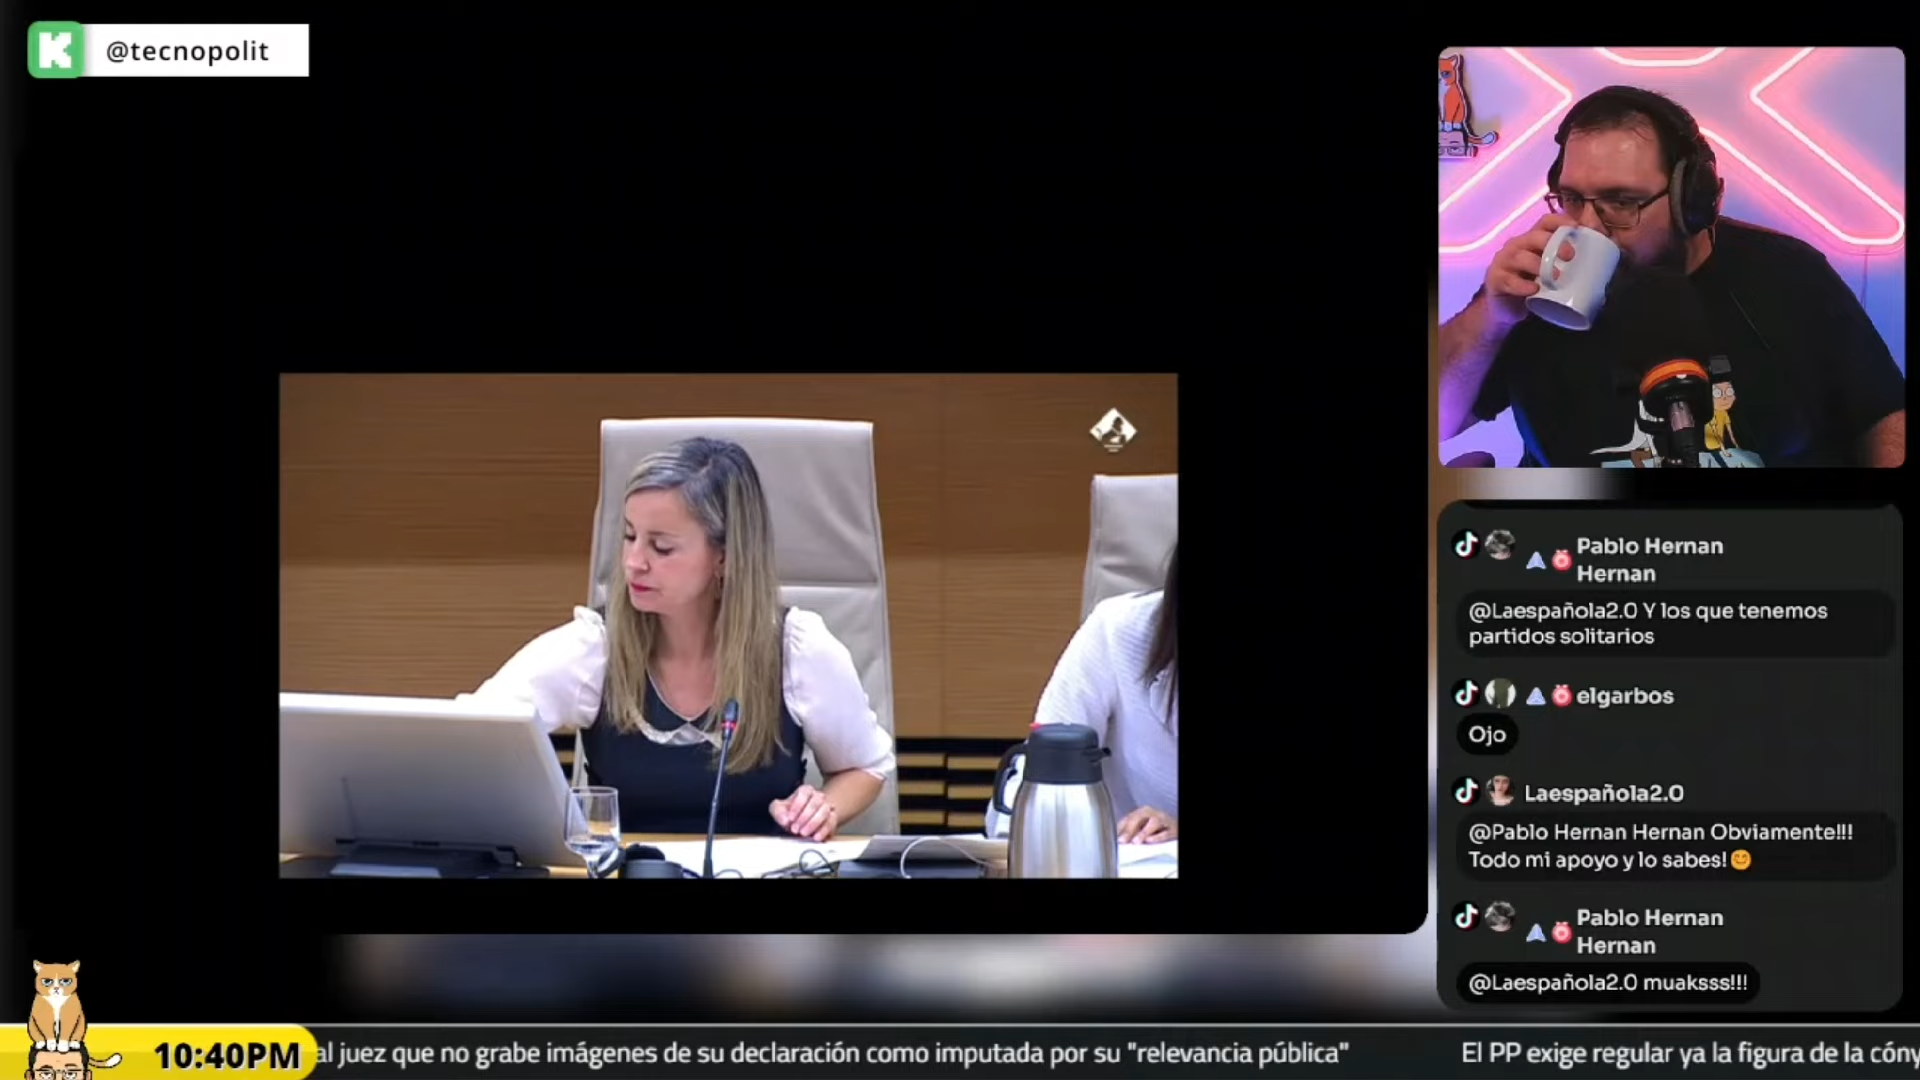 @tecnopolit
Pablo Hernan
Hernan
@Laespañola2.0 Y los que tenemos
partidos solitarios
elgarbos
Ojo
Laespañola2.0
@Pablo Hernan Hernan Obviamente!!!
Todo mi apoyo y lo sabes!😊
Pablo Hernan
Hernan
@Laespañola2.0 muaksss!!!
10:40PM
al juez que no grabe imágenes de su declaración como imputada por su "relevancia pública"
El PP exige regular ya la figura de la cóny